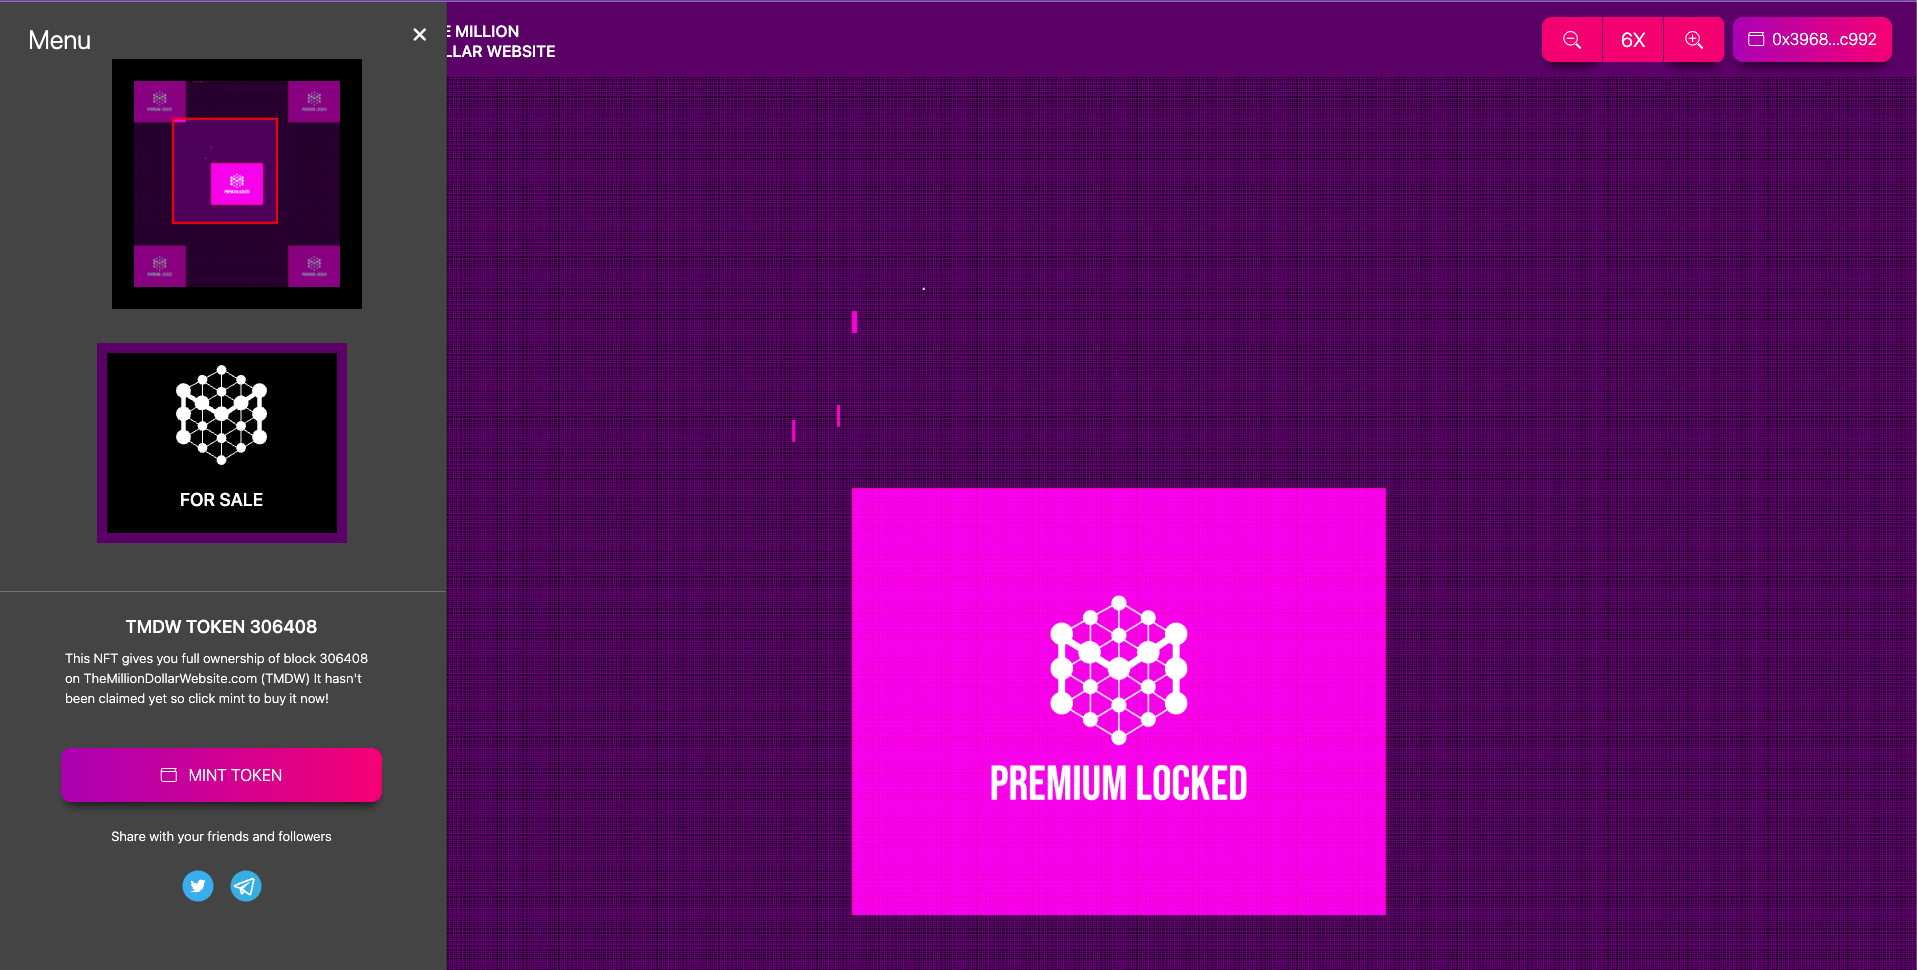 Menu
E MILLION
LLAR WEBSITE
6X
0x3968...c992
FOR SALE
TMDW TOKEN 306408
This NFT gives you full ownership of block 306408
on TheMillionDollarWebsite.com (TMDW) It hasn't
been claimed yet so click mint to buy it now!
MINT TOKEN
Share with your friends and followers
PREMIUM LOCKED